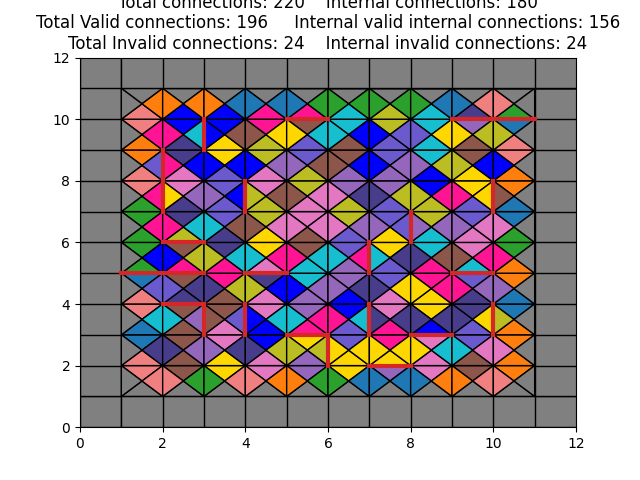 Total connections: 220    Internal connections: 180
Total Valid connections: 196    Internal valid internal connections: 156
Total Invalid connections: 24    Internal invalid connections: 24
12
10
8
6
4
2
0
0 2 4 6 8 10 12